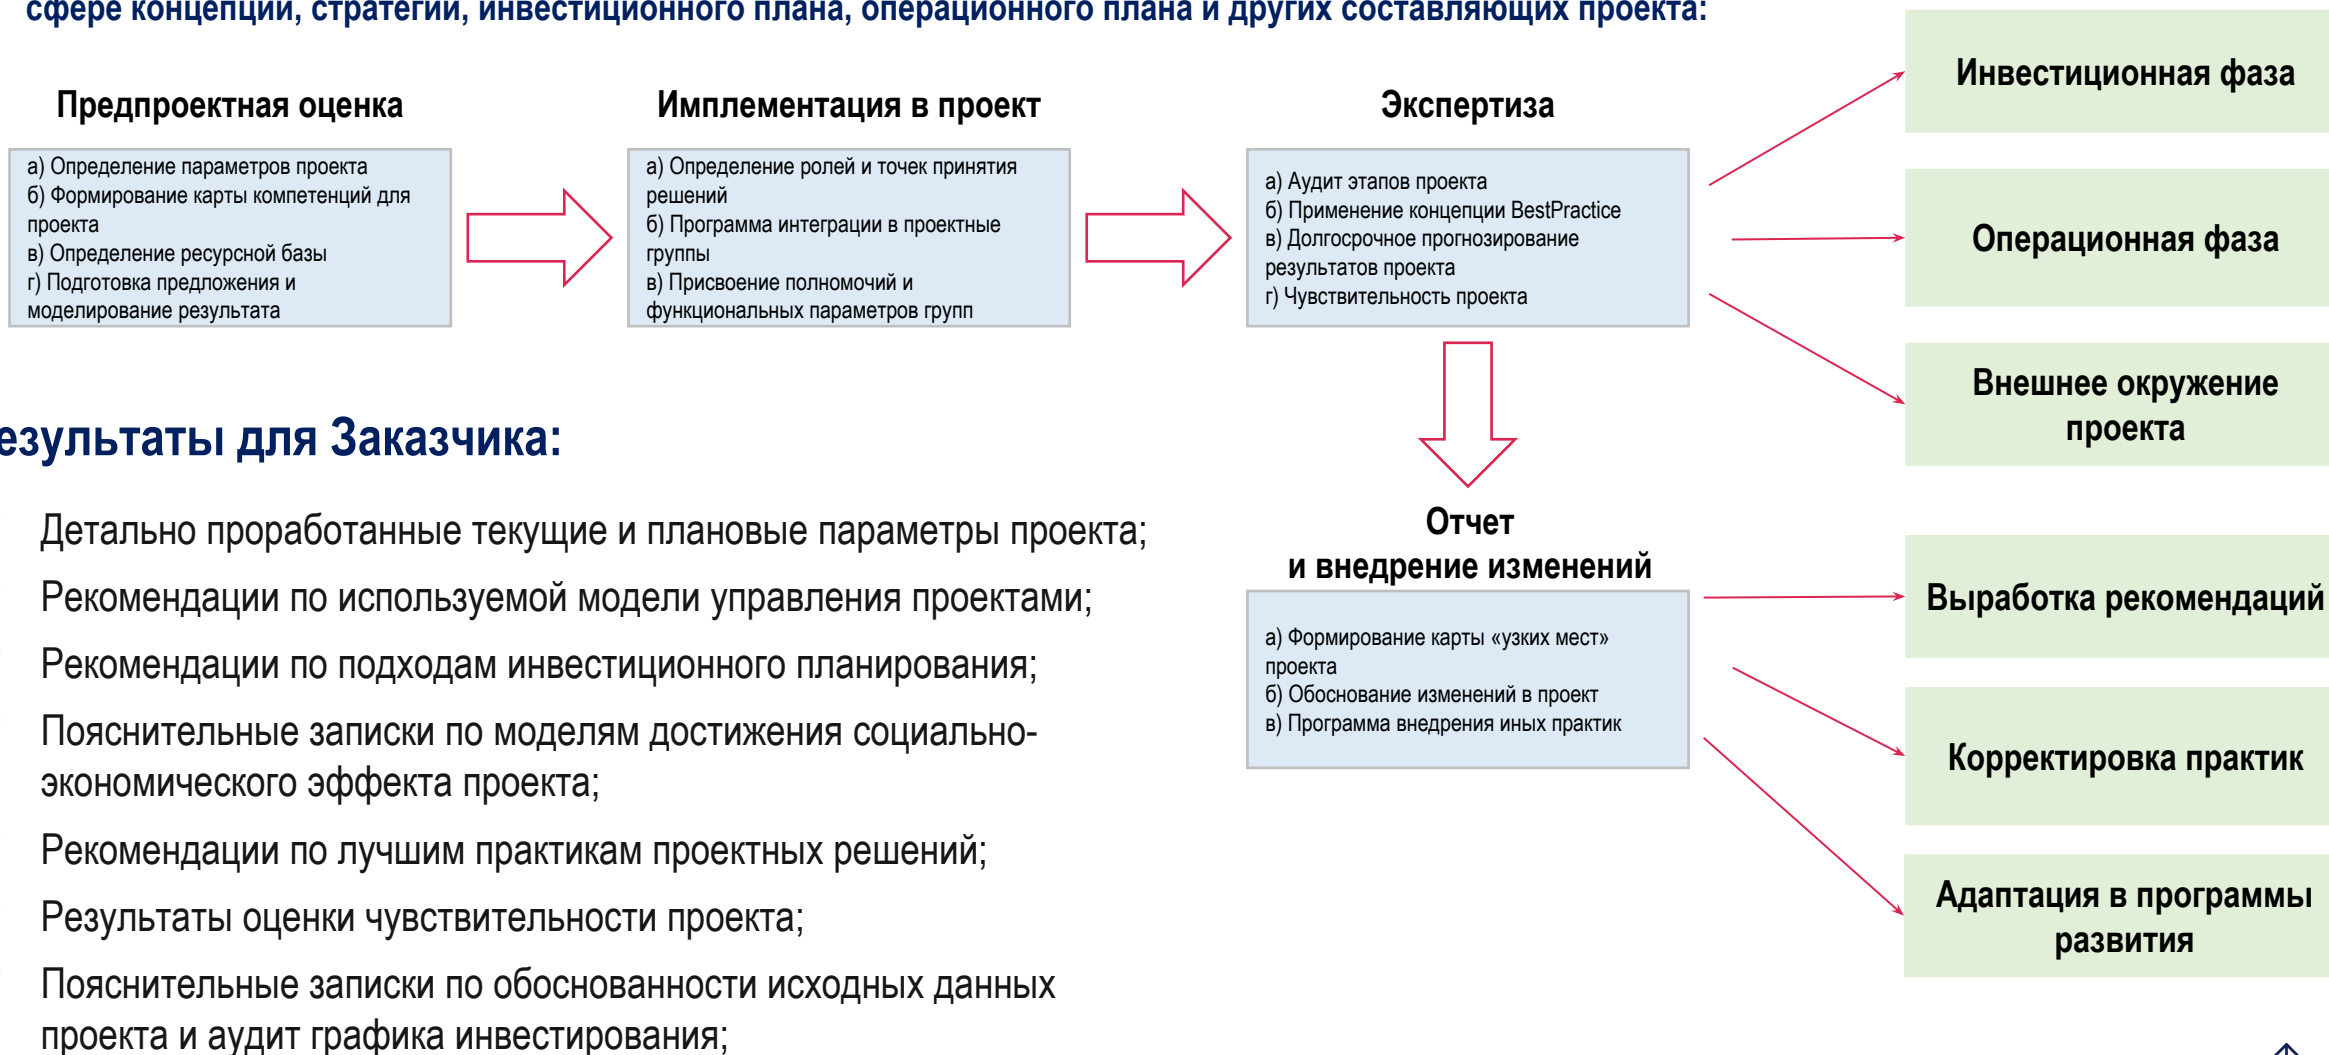 сфере концепции, стратегии, инвестиционного плана, операционного плана и других составляющих проекта:
Предпроектная оценка
а) Определение параметров проекта
б) Формирование карты компетенций для
проекта
в) Определение ресурсной базы
г) Подготовка предложения и
моделирование результата
Имплементация в проект
а) Определение ролей и точек принятия
решений
б) Программа интеграции в проектные
группы
в) Присвоение полномочий и
функциональных параметров групп
Экспертиза
а) Аудит этапов проекта
б) Применение концепции BestPractice
в) Долгосрочное прогнозирование
результатов проекта
г) Чувствительность проекта
Инвестиционная фаза
Операционная фаза
Внешнее окружение
проекта
езультаты для Заказчика:
Детально проработанные текущие и плановые параметры проекта;
Рекомендации по используемой модели управления проектами;
Рекомендации по подходам инвестиционного планирования;
Пояснительные записки по моделям достижения социально-
экономического эффекта проекта;
Рекомендации по лучшим практикам проектных решений;
Результаты оценки чувствительности проекта;
Пояснительные записки по обоснованности исходных данных
проекта и аудит графика инвестирования;
Отчет
и внедрение изменений
а) Формирование карты «узких мест»
проекта
б) Обоснование изменений в проект
в) Программа внедрения иных практик
Выработка рекомендаций
Корректировка практик
Адаптация в программы
развития